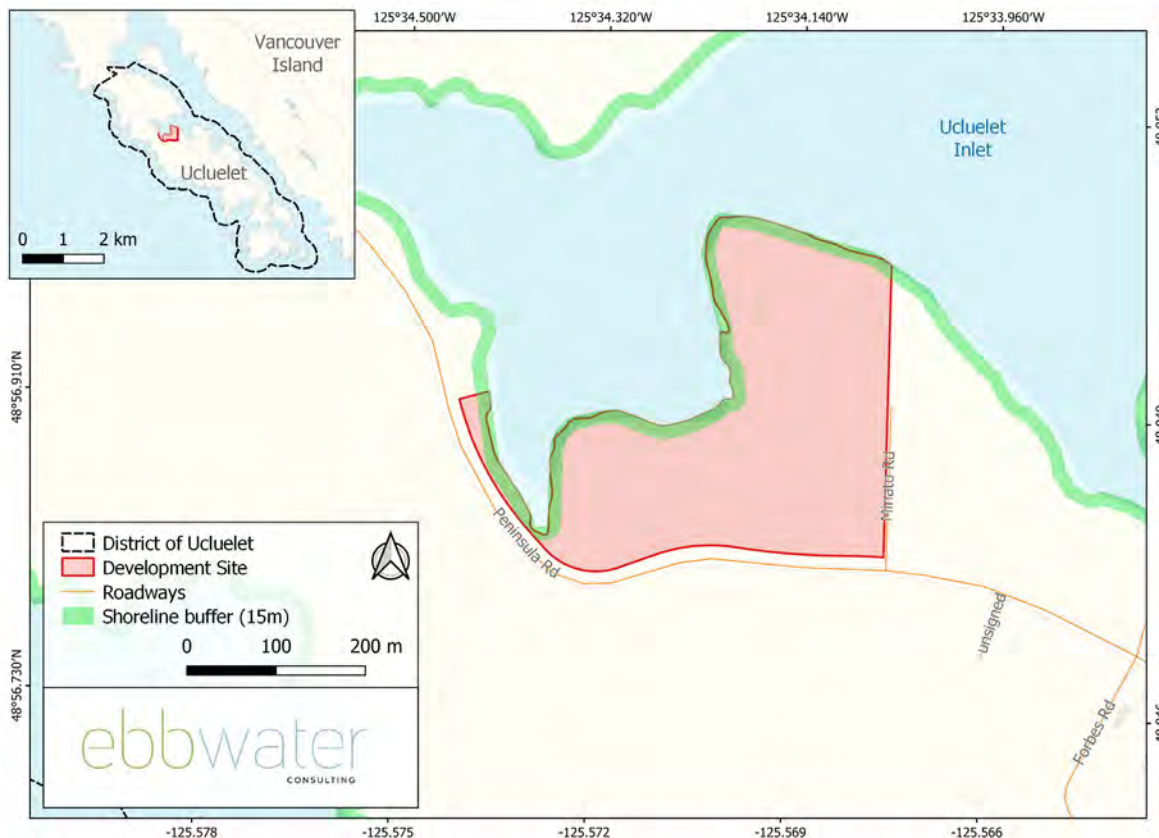 125°34.500'W 125°34.320'W 125°34.140'W 125°33.960'W
Vancouver
Island
Ucluelet
0 1 2 km
Ucluelet
Inlet
48°56.910'N
48°56.730'N
Peninsula Rd
Minato Rd
unsigned
Forbes Rd
District of Ucluelet
Development Site
Roadways
Shoreline buffer (15m)
0 100 200 m
ebbwater
CONSULTING
-125.578 -125.575 -125.572 -125.569 -125.566